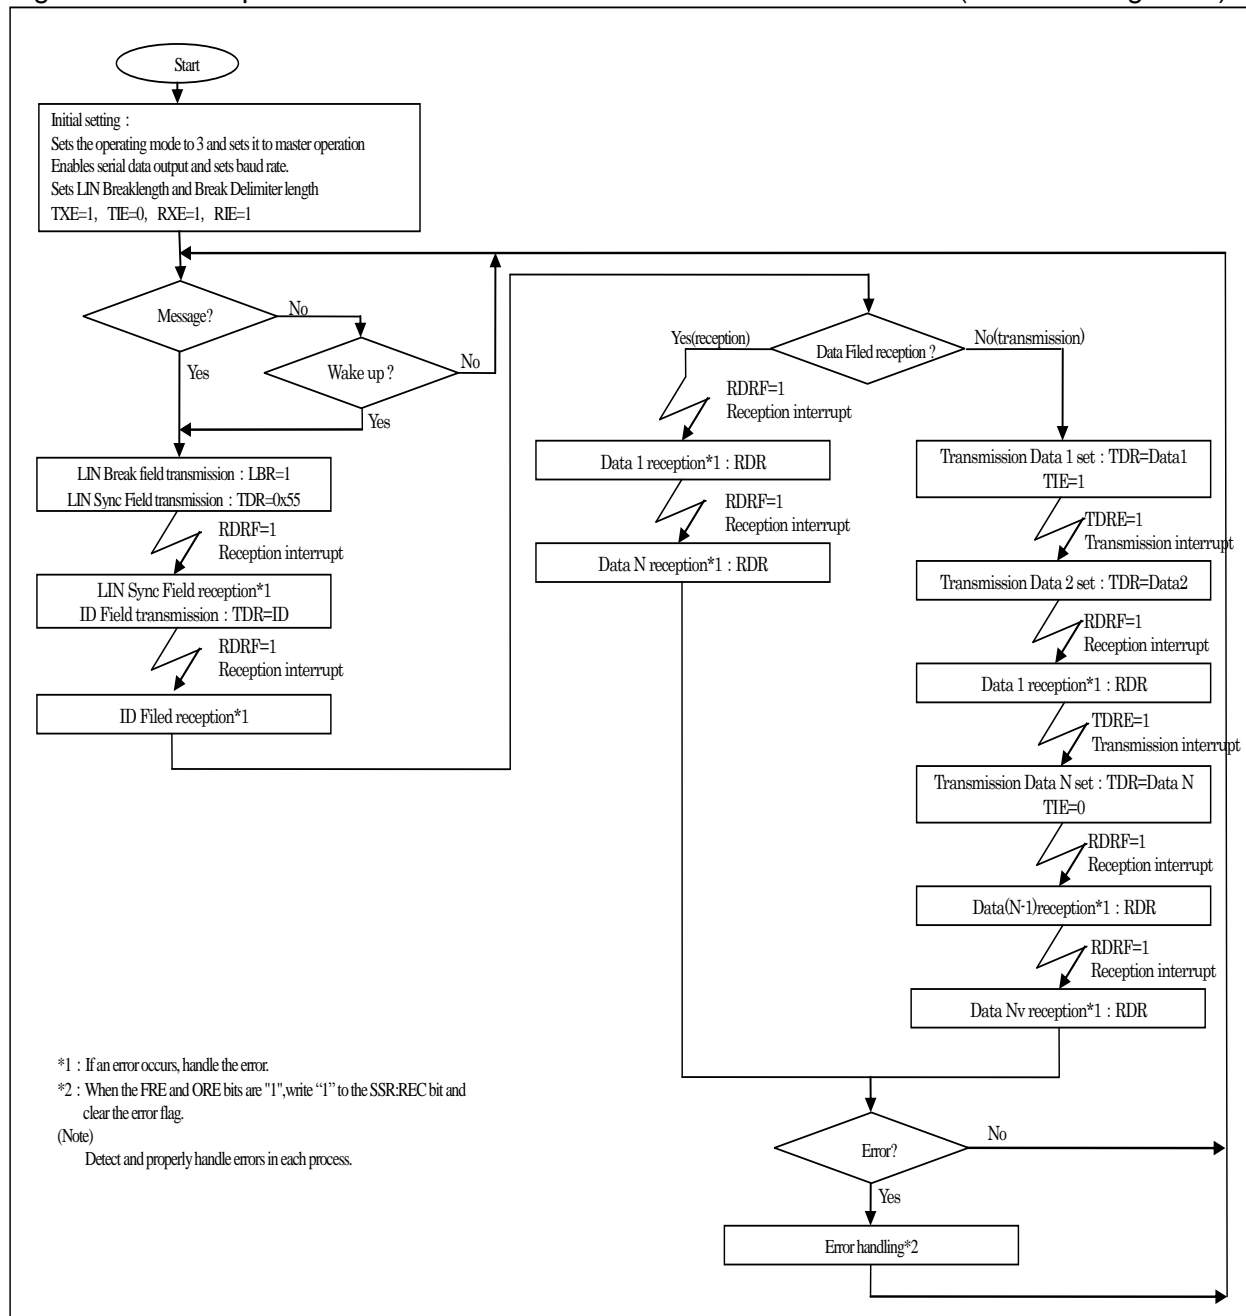 Start
Initial setting :
Sets the operating mode to 3 and sets it to master operation
Enables serial data output and sets baud rate.
Sets LIN Breaklength and Break Delimiter length
TXE=1, TIE=0, RXE=1, RIE=1
Message?
No
Yes
Wake up ?
No
Yes
LIN Break field transmission : LBR=1
LIN Sync Field transmission : TDR=0x55
RDRF=1
Reception interrupt
LIN Sync Field reception*1
ID Field transmission : TDR=ID
RDRF=1
Reception interrupt
ID Filed reception*1
Data Filed reception ?
Yes(reception)
No(transmission)
RDRF=1
Reception interrupt
Data 1 reception*1 : RDR
RDRF=1
Reception interrupt
Data N reception*1 : RDR
Transmission Data 1 set : TDR=Data1
TIE=1
TDRE=1
Transmission interrupt
Transmission Data 2 set : TDR=Data2
RDRF=1
Reception interrupt
Data 1 reception*1 : RDR
TDRE=1
Transmission interrupt
Transmission Data N set : TDR=Data N
TIE=0
RDRF=1
Reception interrupt
Data(N-1)reception*1 : RDR
RDRF=1
Reception interrupt
Data Nv reception*1 : RDR
Error?
No
Yes
Error handling*2
*1 : If an error occurs, handle the error.
*2 : When the FRE and ORE bits are "1",write “1” to the SSR:REC bit and
clear the error flag.
(Note)
Detect and properly handle errors in each process.